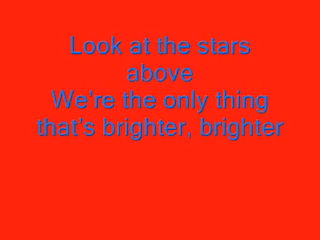 Look at the stars
above
We're the only thing
that's brighter, brighter